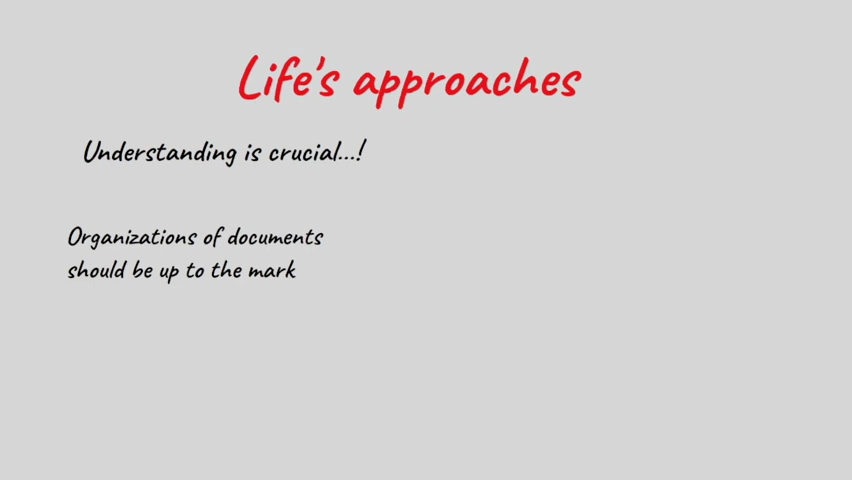 Life's approaches
Understanding is crucial...!
Organizations of documents
should be up to the mark